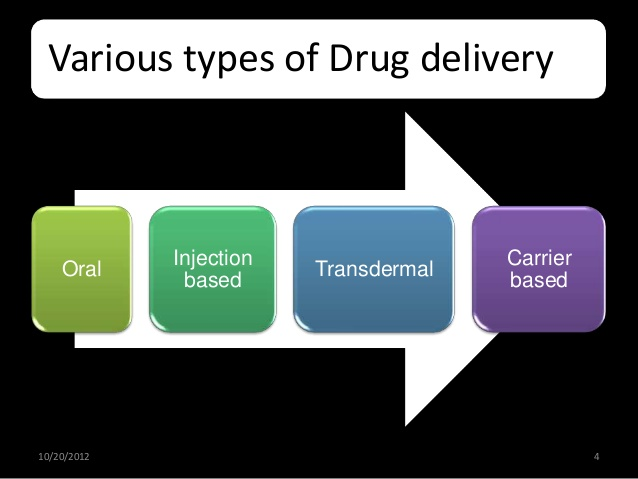 Various types of Drug delivery
Oral
Injection
based
Transdermal
Carrier
based
10/20/2012
4